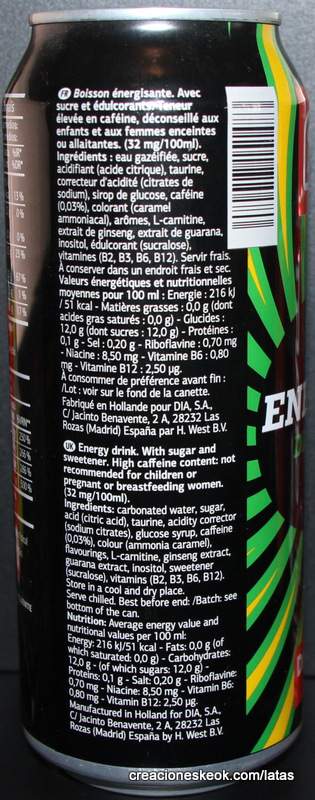 FR Boisson énergisante. Avec
sucre et édulcorants. Teneur
élevée en caféine, déconseillé aux
enfants et aux femmes enceintes
ou allaitantes. (32 mg/100ml).
Ingrédients : eau gazéifiée, sucre,
acidifiant (acide citrique), taurine,
correcteur d'acidité (citrates de
sodium), sirop de glucose, caféine
(0,03%), colorant (caramel
ammoniacal), arômes, L-carnitine,
extrait de ginseng, extrait de guarana,
inositol, édulcorant (sucralose),
vitamines (B2, B3, B6, B12). Servir frais.
À conserver dans un endroit frais et sec.
Valeurs énergétiques et nutritionnelles
moyennes pour 100 ml : Energie : 216 kJ
/ 51 kcal - Matières grasses : 0,0 g (dont
acides gras saturés : 0,0 g) - Glucides :
12,0 g (dont sucres : 12,0 g) - Protéines :
0,1 g - Sel : 0,20 g - Riboflavine : 0,70 mg
- Niacine : 8,50 mg - Vitamine B6 : 0,80
mg - Vitamine B12 : 2,50 µg.
À consommer de préférence avant fin :
/Lot : voir sur le fond de la canette.
Fabriqué en Hollande pour DIA, S.A.,
C/ Jacinto Benavente, 2 A, 28232 Las
Rozas (Madrid) España par H. West B.V.
UK Energy drink. With sugar and
sweetener. High caffeine content: not
recommended for children or
pregnant or breastfeeding women.
(32 mg/100ml).
Ingredients: carbonated water, sugar,
acid (citric acid), taurine, acidity corrector
(sodium citrates), glucose syrup, caffeine
(0,03%), colour (ammonia caramel),
flavourings, L-carnitine, ginseng extract,
guarana extract, inositol, sweetener
(sucralose), vitamins (B2, B3, B6, B12).
Store in a cool and dry place.
Serve chilled. Best before end: /Batch: see
bottom of the can.
Nutrition: Average energy value and
nutritional values per 100 ml:
Energy: 216 kJ/51 kcal - Fats: 0,0 g (of
which saturated: 0,0 g) - Carbohydrates:
12,0 g - (of which sugars: 12,0 g) -
Proteins: 0,1 g - Salt: 0,20 g - Riboflavine:
0,70 mg - Niacine: 8,50 mg - Vitamin B6:
0,80 mg - Vitamin B12: 2,50 µg.
Manufactured in Holland for DIA, S.A.,
C/ Jacinto Benavente, 2 A, 28232 Las
Rozas (Madrid) España by H. West B.V.
EN
creacioneskeok.com/latas